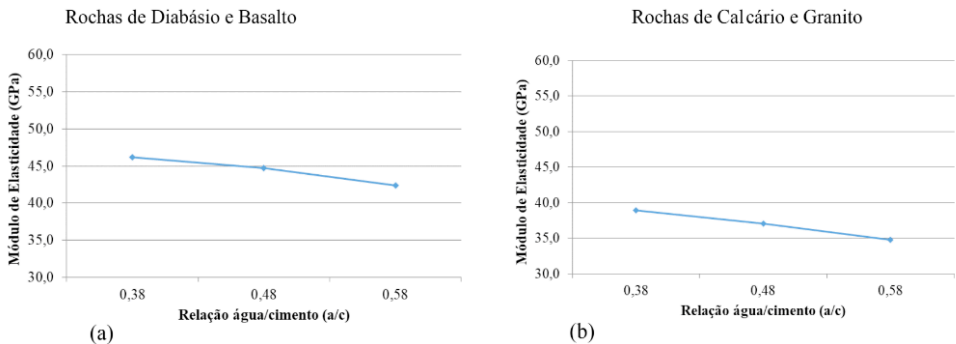 Rochas de Diabásio e Basalto
60,0
55,0
50,0
45,0
40,0
35,0
30,0
Módulo de Elasticidade (GPa)
0,38
0,48
0,58
Relação água/cimento (a/c)
(a)
Rochas de Calcário e Granito
60,0
55,0
50,0
45,0
40,0
35,0
30,0
Módulo de Elasticidade (GPa)
0,38
0,48
0,58
Relação água/cimento (a/c)
(b)